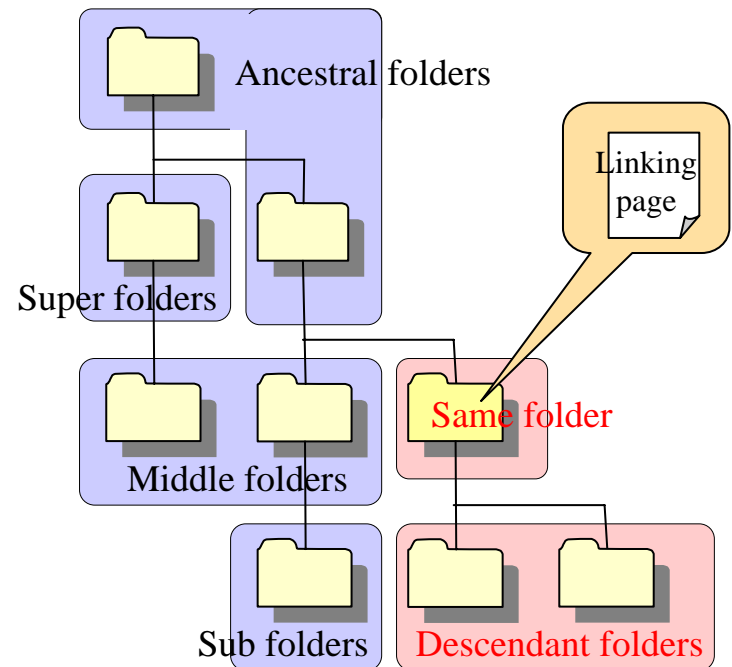 Ancestral folders
Linking
page
Super folders
Same folder
Middle folders
Sub folders
Descendant folders